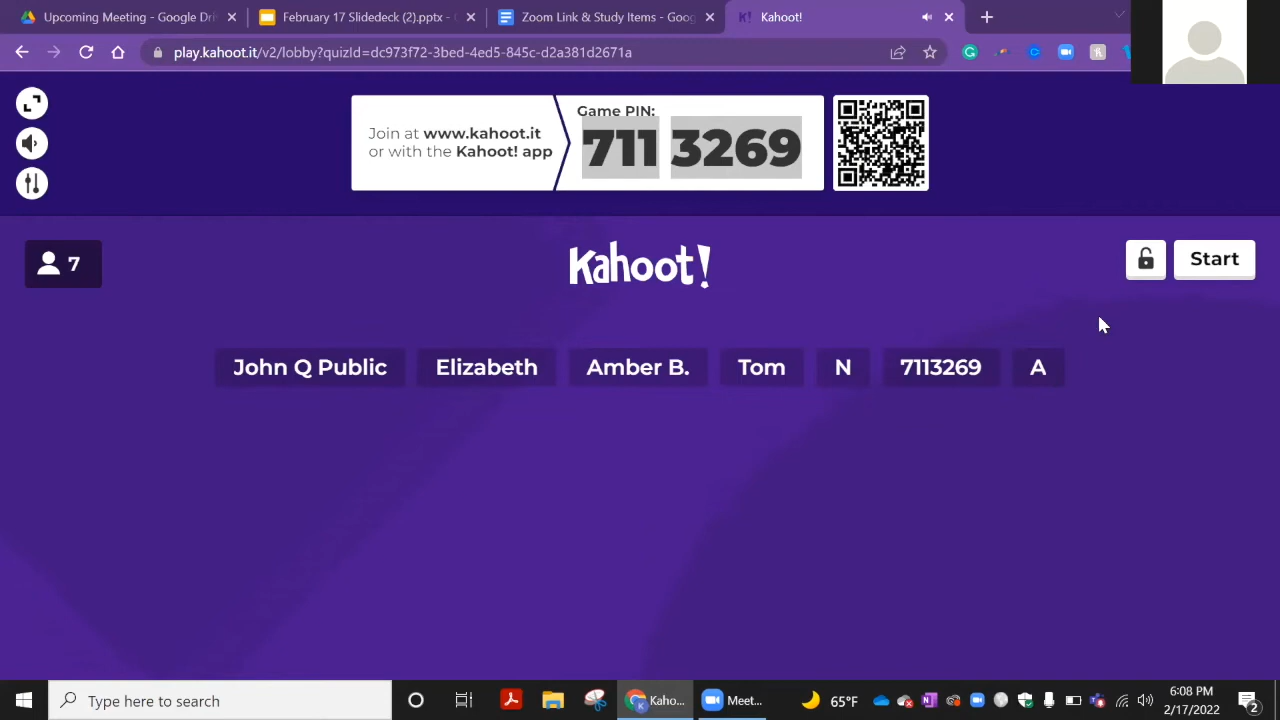 Upcoming Meeting - Google Dri
February 17 Slidedeck (2).pptx -
Zoom Link & Study Items - Goog
Kahoot!
play.kahoot.it/v2/lobby?quizId=dc973f72-3bed-4ed5-845c-d2a381d2671a
Join at www.kahoot.it
or with the Kahoot! app
Game PIN:
711 3269
7
Kahoot!
Start
John Q Public
Elizabeth
Amber B.
Tom
N
7113269
A
Type here to search
Kaho...
Meet...
65°F
6:08 PM
2/17/2022
2